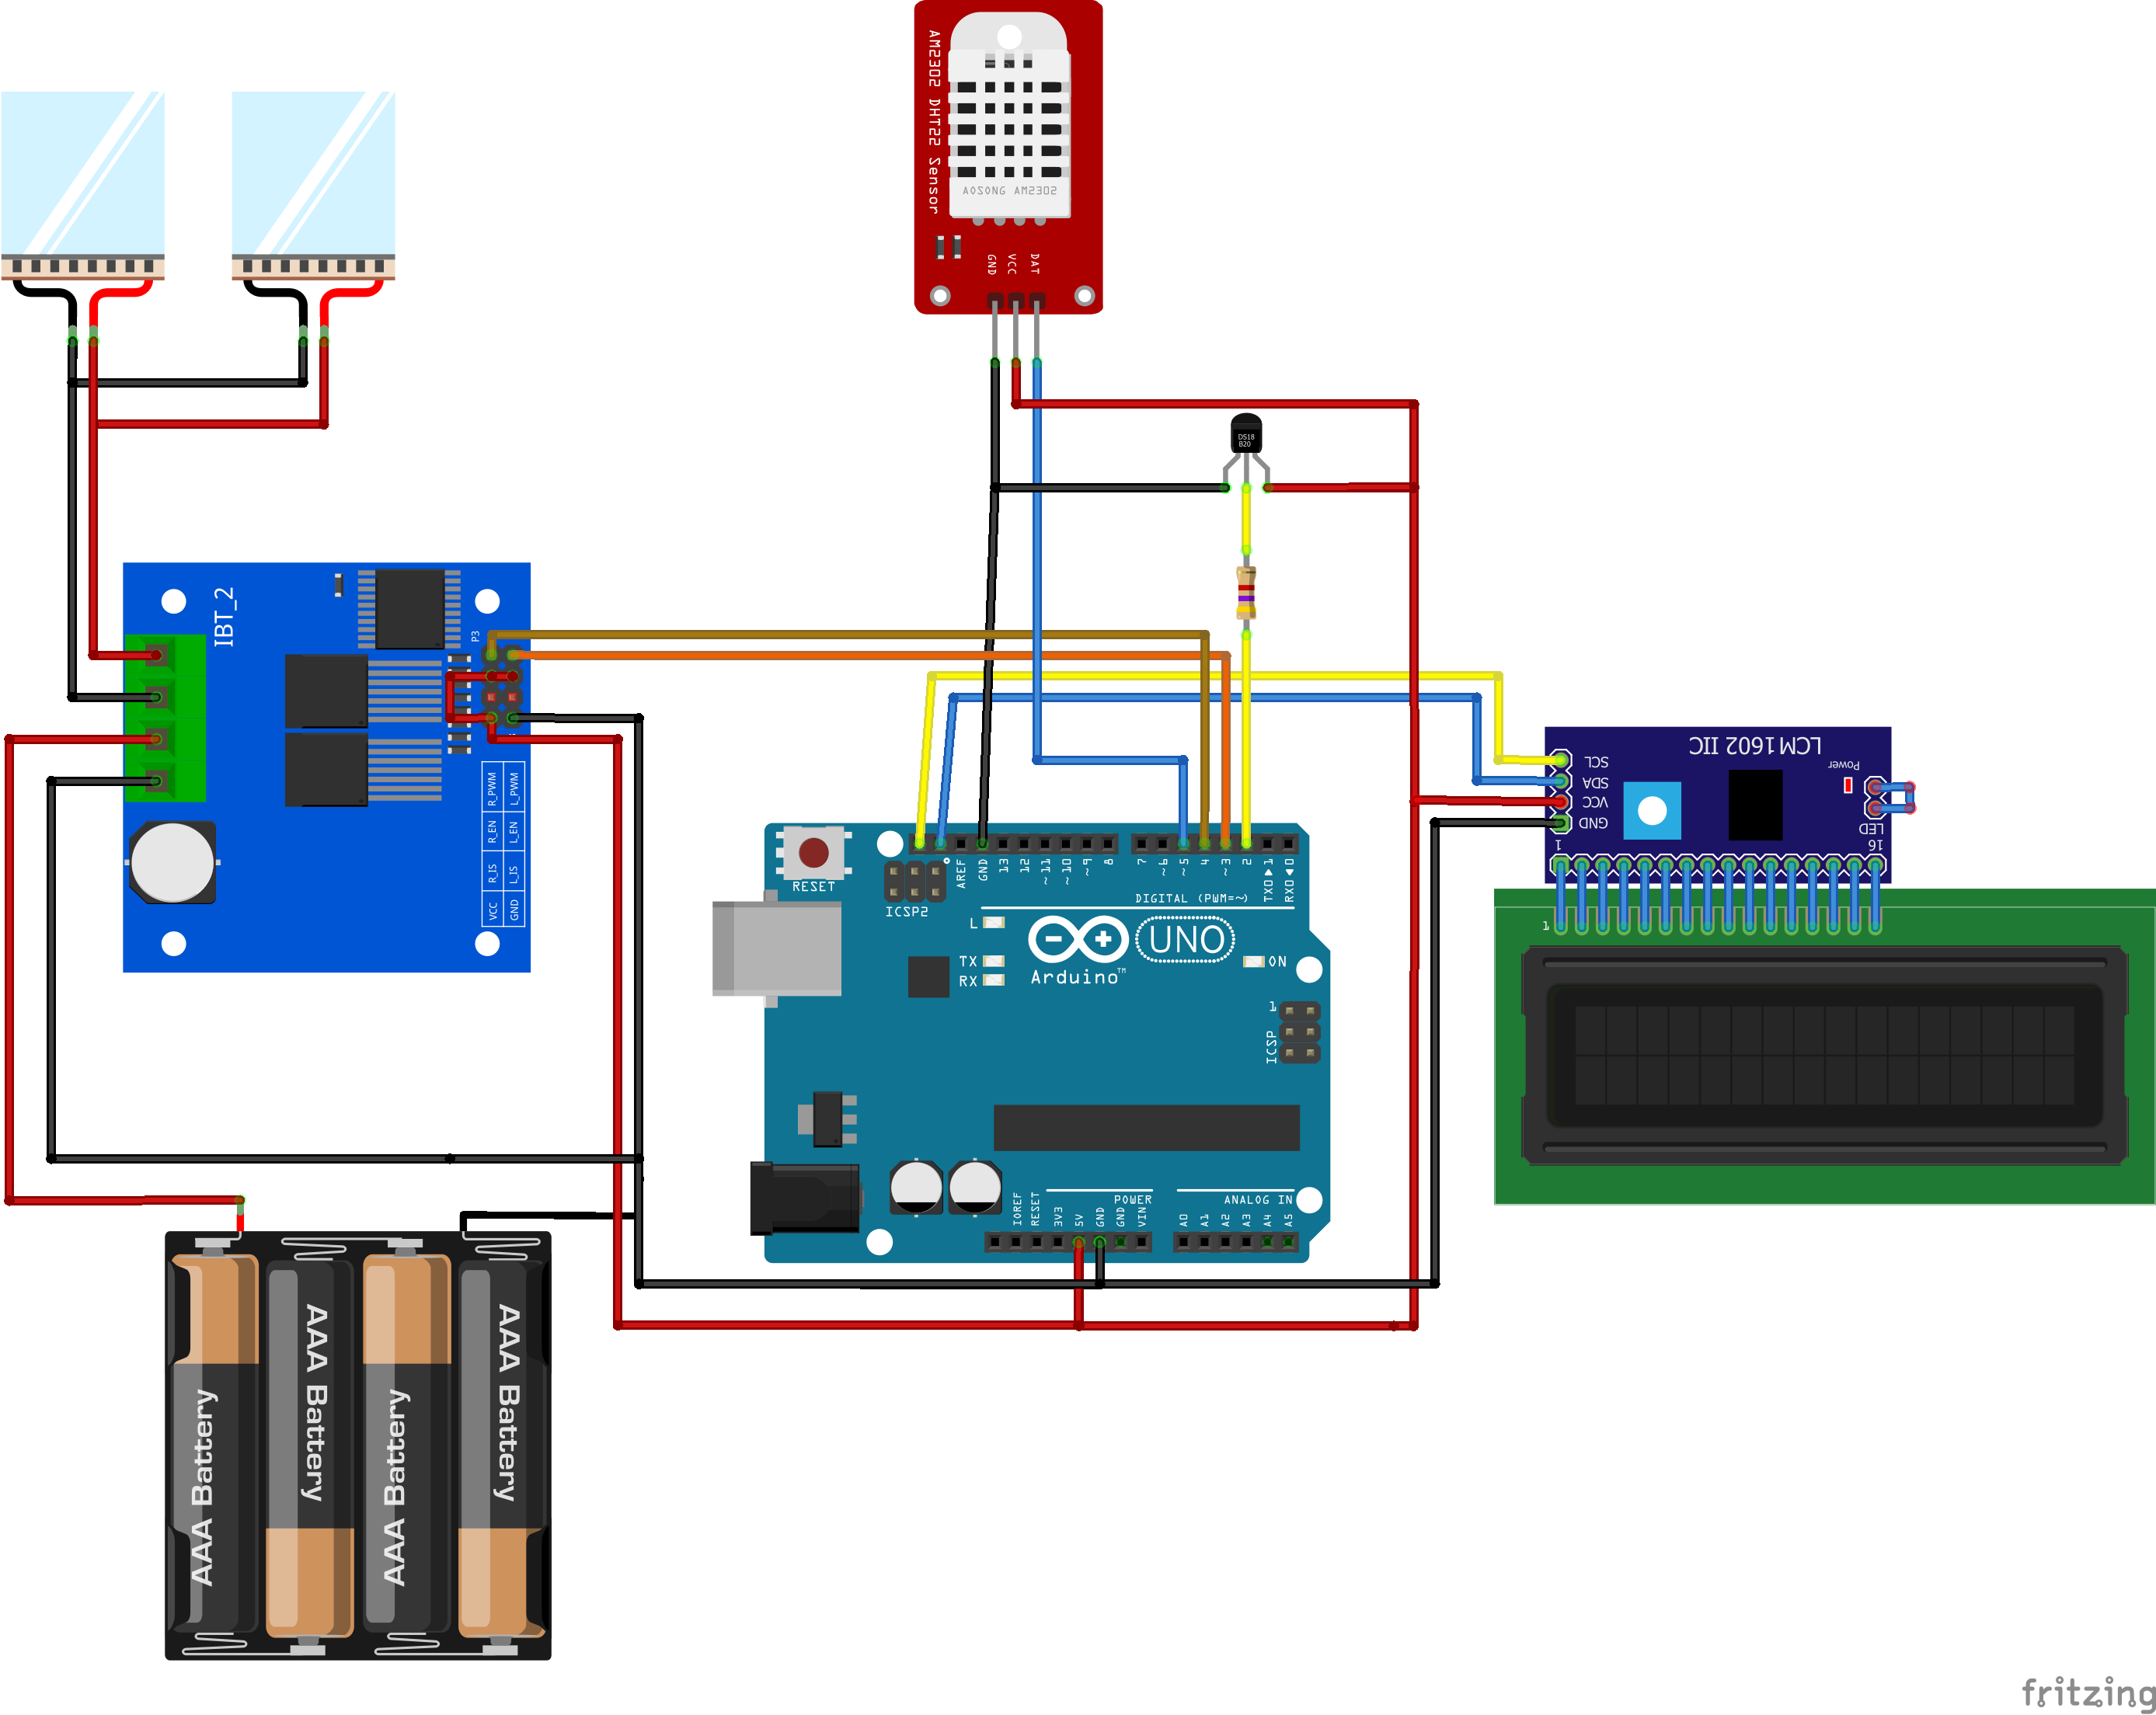 AM2302 DHT22 Sensor
AOSONG AM2302
GND
VCC
DAT
DS18
B20
IBT_2
P3
R_PWM
L_PWM
R_EN
L_EN
R_IS
L_IS
VCC
GND
LCM1602 IIC
SCL
SDA
VCC
GND
Power
LED
1
16
1
RESET
ICSP2
AREF
GND
13
12
~11
~10
~9
8
7
~6
~5
4
~3
2
TX0 1
RX0 0
DIGITAL (PWM=~)
L
TX
RX
Arduino™
UNO
ON
1
ICSP
IOREF
RESET
3V3
5V
GND
GND
VIN
POWER
ANALOG IN
A0
A1
A2
A3
A4
A5
AAA Battery
AAA Battery
AAA Battery
AAA Battery
fritzing